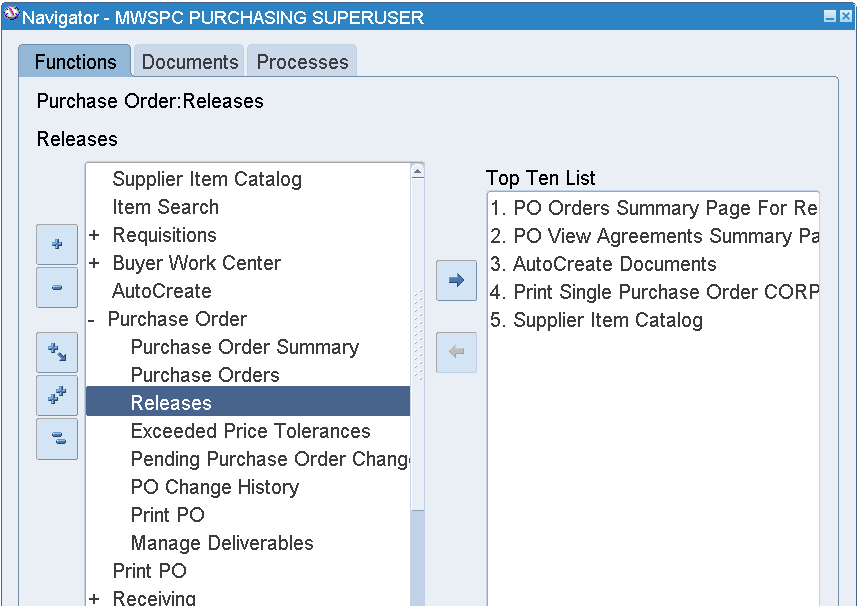 Navigator - MWSPC PURCHASING SUPERUSER
Functions
Documents
Processes
Purchase Order:Releases
Releases
Supplier Item Catalog
Item Search
+ Requisitions
+ Buyer Work Center
AutoCreate
- Purchase Order
Purchase Order Summary
Purchase Orders
Releases
Exceeded Price Tolerances
Pending Purchase Order Chang
PO Change History
Print PO
Manage Deliverables
Print PO
+ Receiving
Top Ten List
1. PO Orders Summary Page For Re
2. PO View Agreements Summary Pa
3. AutoCreate Documents
4. Print Single Purchase Order CORP
5. Supplier Item Catalog